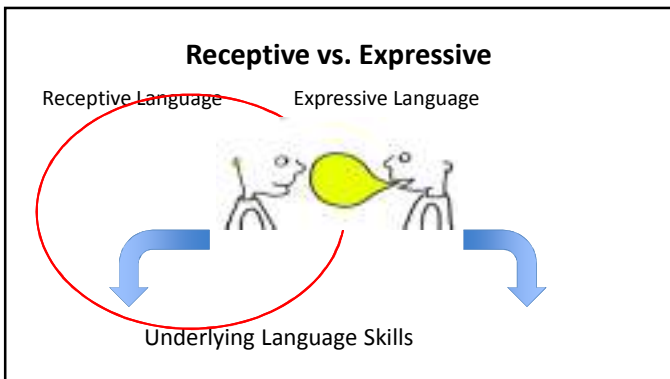 Receptive vs. Expressive
Receptive Language Expressive Language
Underlying Language Skills